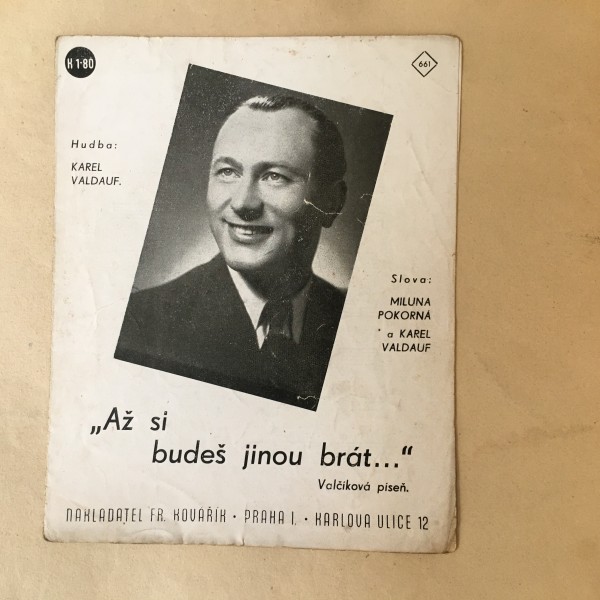 K 1·80
661
Hudba:
KAREL
VALDAUF.
Slova:
MILUNA
POKORNÁ
a KAREL
VALDAUF
„Až si
budeš jinou brát..."
Valčíková píseň.
NAKLADATEL FR. KOVÁŘÍK · PRAHA I. · KARLOVA ULICE 12